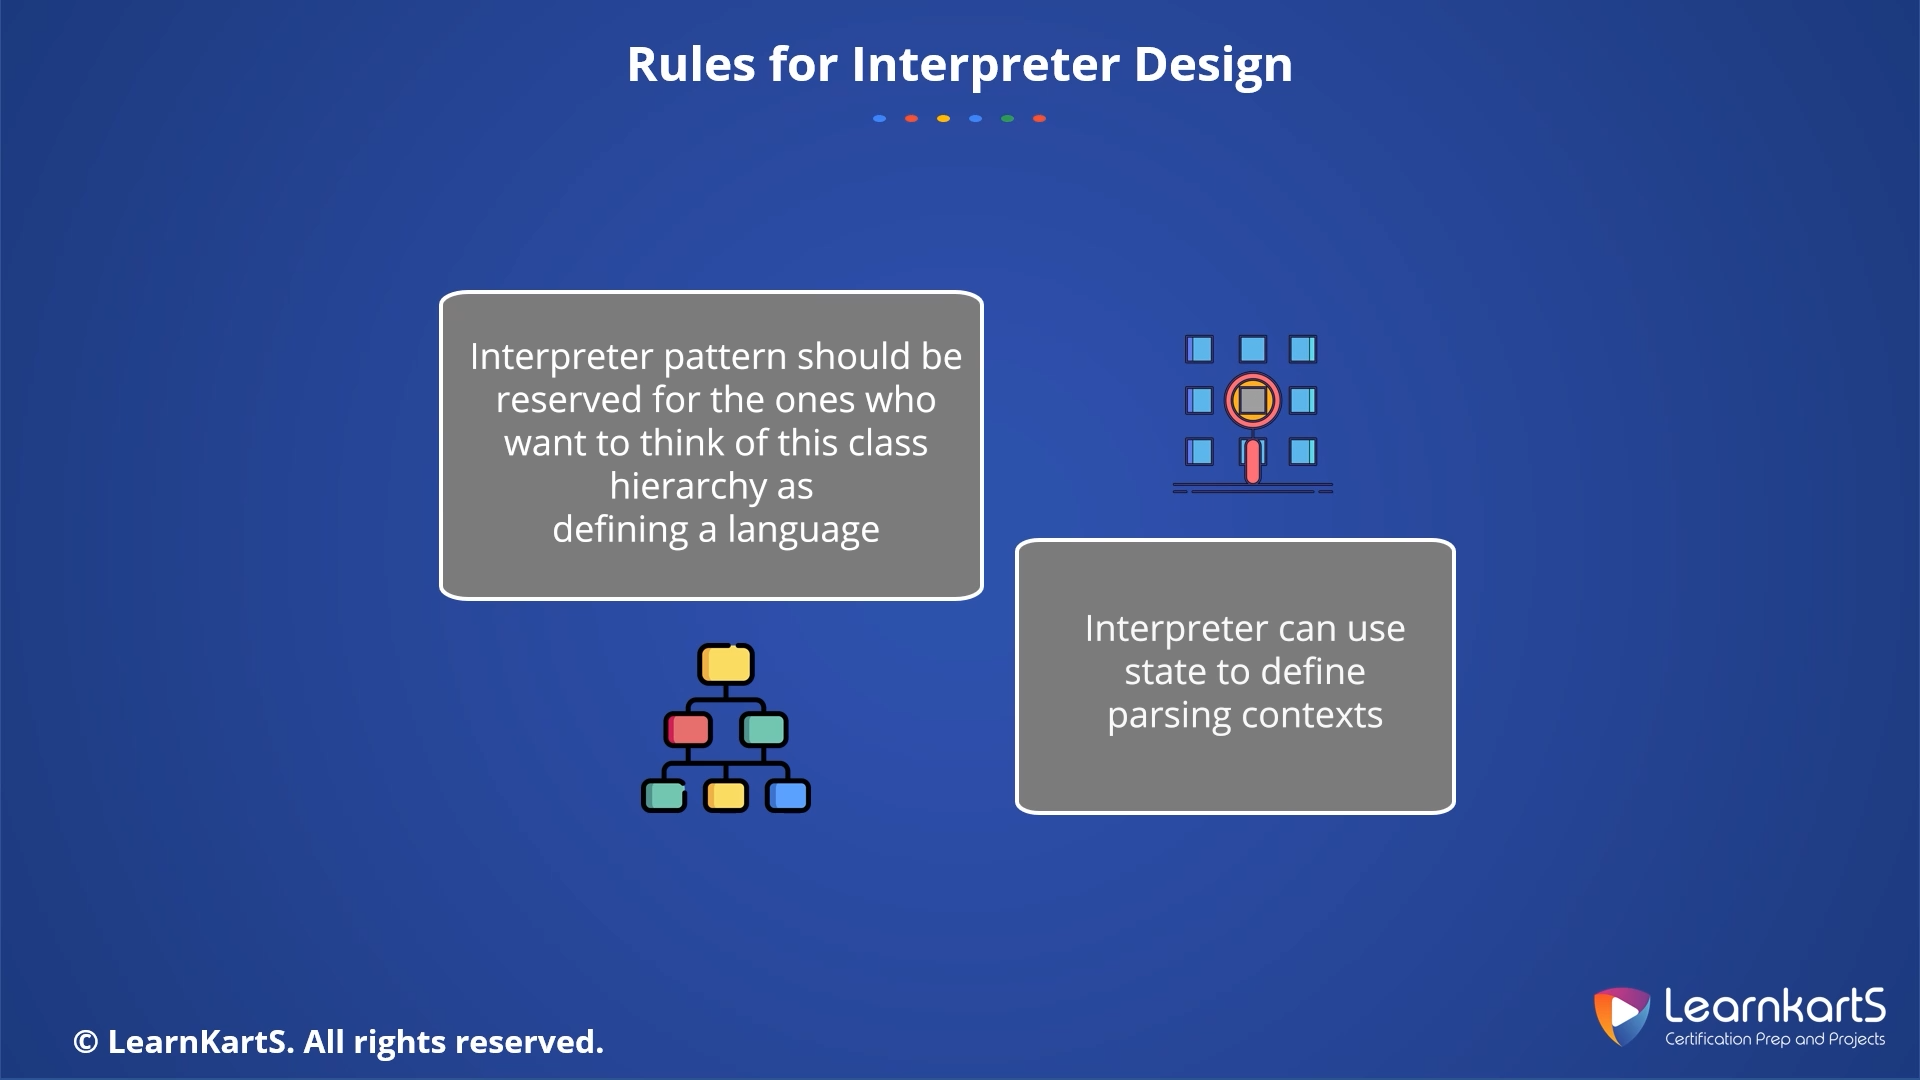 Rules for Interpreter Design
Interpreter pattern should be
reserved for the ones who
want to think of this class
hierarchy as
defining a language
Interpreter can use
state to define
parsing contexts
© LearnKartS. All rights reserved.
LearnkartS
Certification Prep and Projects